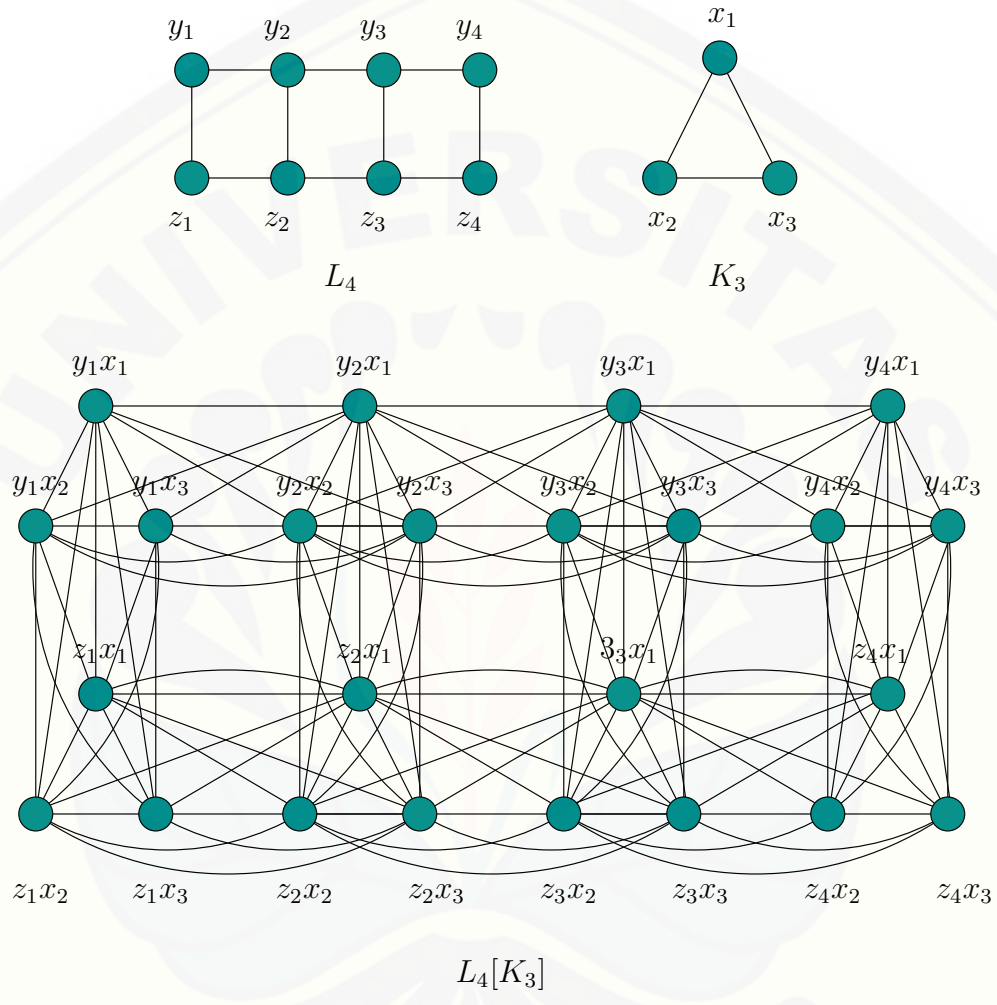 y₁ y₂ y₃ y₄ x₁
z₁ z₂ z₃ z₄ x₂ x₃
L₄ K₃
UNIVERSITAS
y₁x₁ y₂x₁ y₃x₁ y₄x₁
y₁x₂ y₁x₃ y₂x₂ y₂x₃ y₃x₂ y₃x₃ y₄x₂ y₄x₃
z₁x₁ z₂x₁ 3₃x₁ z₄x₁
z₁x₂ z₁x₃ z₂x₂ z₂x₃ z₃x₂ z₃x₃ z₄x₂ z₄x₃
L₄[K₃]